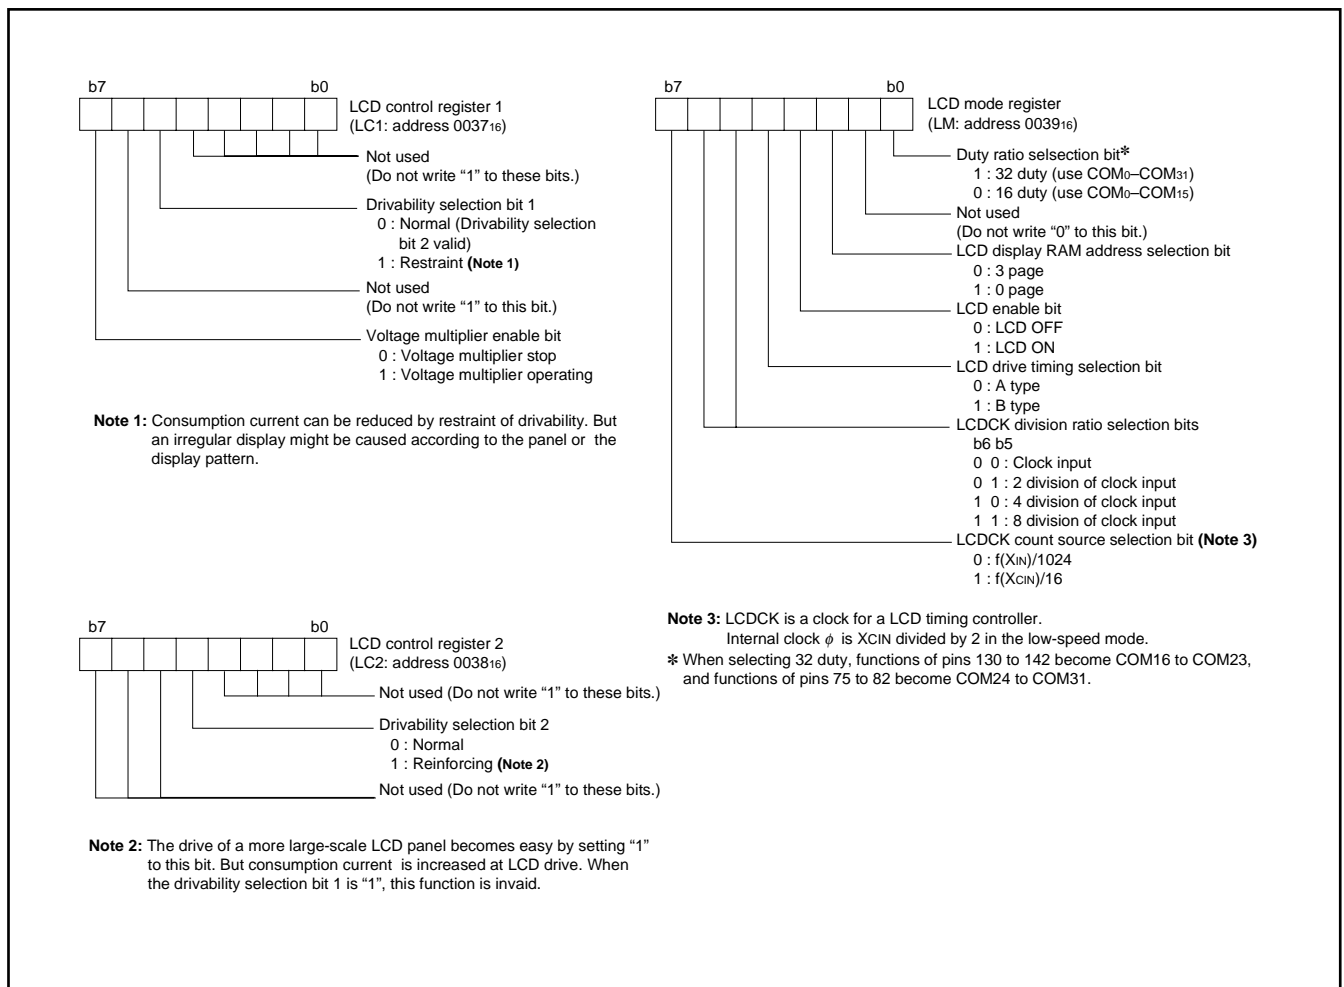 b7 b0
LCD control register 1
(LC1: address 003716)
Not used
(Do not write “1” to these bits.)
Drivability selection bit 1
0 : Normal (Drivability selection
bit 2 valid)
1 : Restraint (Note 1)
Not used
(Do not write “1” to this bit.)
Voltage multiplier enable bit
0 : Voltage multiplier stop
1 : Voltage multiplier operating
Note 1: Consumption current can be reduced by restraint of drivability. But
an irregular display might be caused according to the panel or the
display pattern.
b7 b0
LCD control register 2
(LC2: address 003816)
Not used (Do not write “1” to these bits.)
Drivability selection bit 2
0 : Normal
1 : Reinforcing (Note 2)
Not used (Do not write “1” to these bits.)
Note 2: The drive of a more large-scale LCD panel becomes easy by setting “1”
to this bit. But consumption current is increased at LCD drive. When
the drivability selection bit 1 is “1”, this function is invaid.
b7 b0
LCD mode register
(LM: address 003916)
Duty ratio selsection bit✻
1 : 32 duty (use COM0–COM31)
0 : 16 duty (use COM0–COM15)
Not used
(Do not write “0” to this bit.)
LCD display RAM address selection bit
0 : 3 page
1 : 0 page
LCD enable bit
0 : LCD OFF
1 : LCD ON
LCD drive timing selection bit
0 : A type
1 : B type
LCDCK division ratio selection bits
b6 b5
0 0 : Clock input
0 1 : 2 division of clock input
1 0 : 4 division of clock input
1 1 : 8 division of clock input
LCDCK count source selection bit (Note 3)
0 : f(XIN)/1024
1 : f(XCIN)/16
Note 3: LCDCK is a clock for a LCD timing controller.
Internal clock ϕ is XCIN divided by 2 in the low-speed mode.
✻ When selecting 32 duty, functions of pins 130 to 142 become COM16 to COM23,
and functions of pins 75 to 82 become COM24 to COM31.